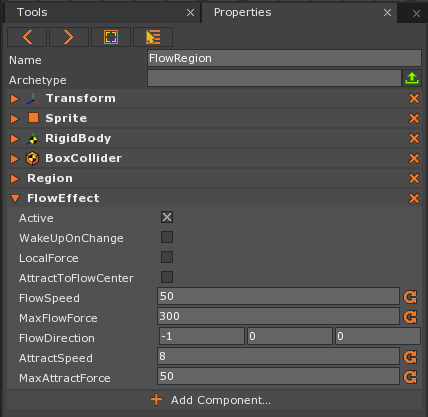 Tools Properties
Name FlowRegion
Archetype
Transform
Sprite
RigidBody
BoxCollider
Region
FlowEffect
Active
WakeUpOnChange
LocalForce
AttractToFlowCenter
FlowSpeed 50
MaxFlowForce 300
FlowDirection -1 0 0
AttractSpeed 8
MaxAttractForce 50
Add Component...